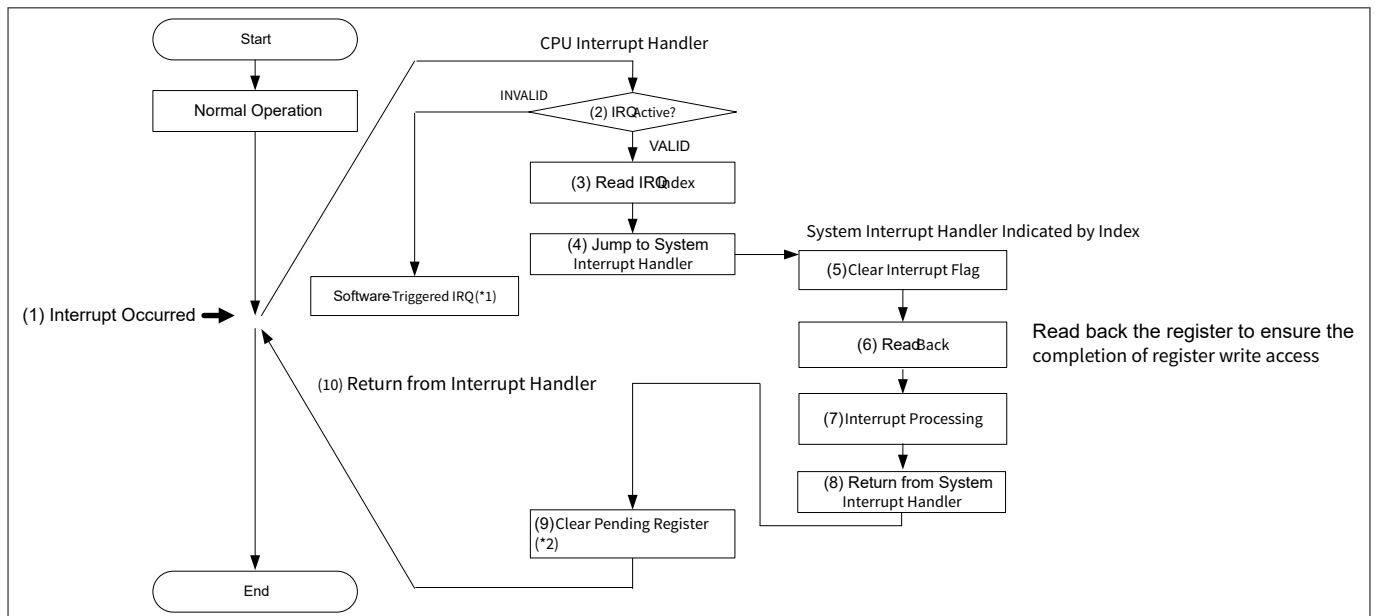 Start
CPU Interrupt Handler
Normal Operation
INVALID
(2) IRQ Active?
VALID
(3) Read IRQ Index
(4) Jump to System
Interrupt Handler
System Interrupt Handler Indicated by Index
(5) Clear Interrupt Flag
Software-Triggered IRQ (*1)
(1) Interrupt Occurred
(6) Read Back
Read back the register to ensure the
completion of register write access
(10) Return from Interrupt Handler
(7) Interrupt Processing
(8) Return from System
Interrupt Handler
(9) Clear Pending Register
(*2)
End